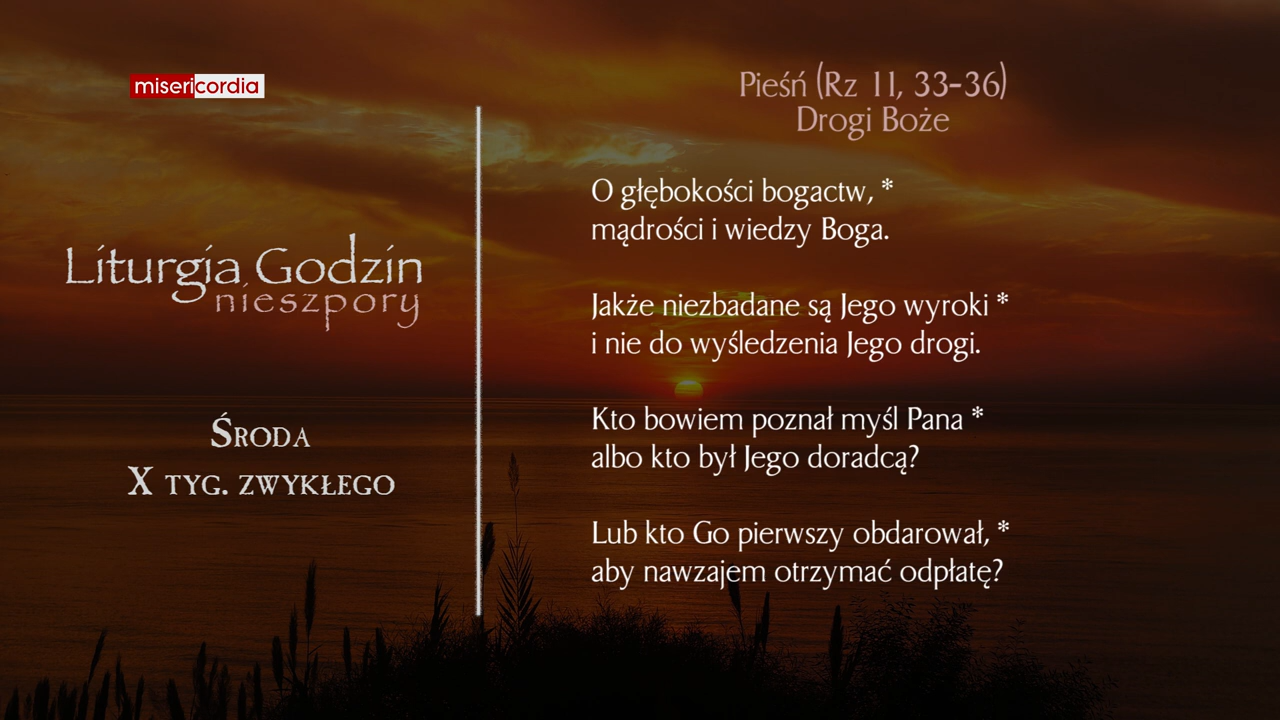 misericordia
Liturgia Godzin
nieszpory
Środa
X tyg. zwykłego
Pieśń (Rz 11, 33-36)
Drogi Boże
O głębokości bogactw, *
mądrości i wiedzy Boga.
Jakże niezbadane są Jego wyroki *
i nie do wyśledzenia Jego drogi.
Kto bowiem poznał myśl Pana *
albo kto był Jego doradcą?
Lub kto Go pierwszy obdarował, *
aby nawzajem otrzymać odpłatę?